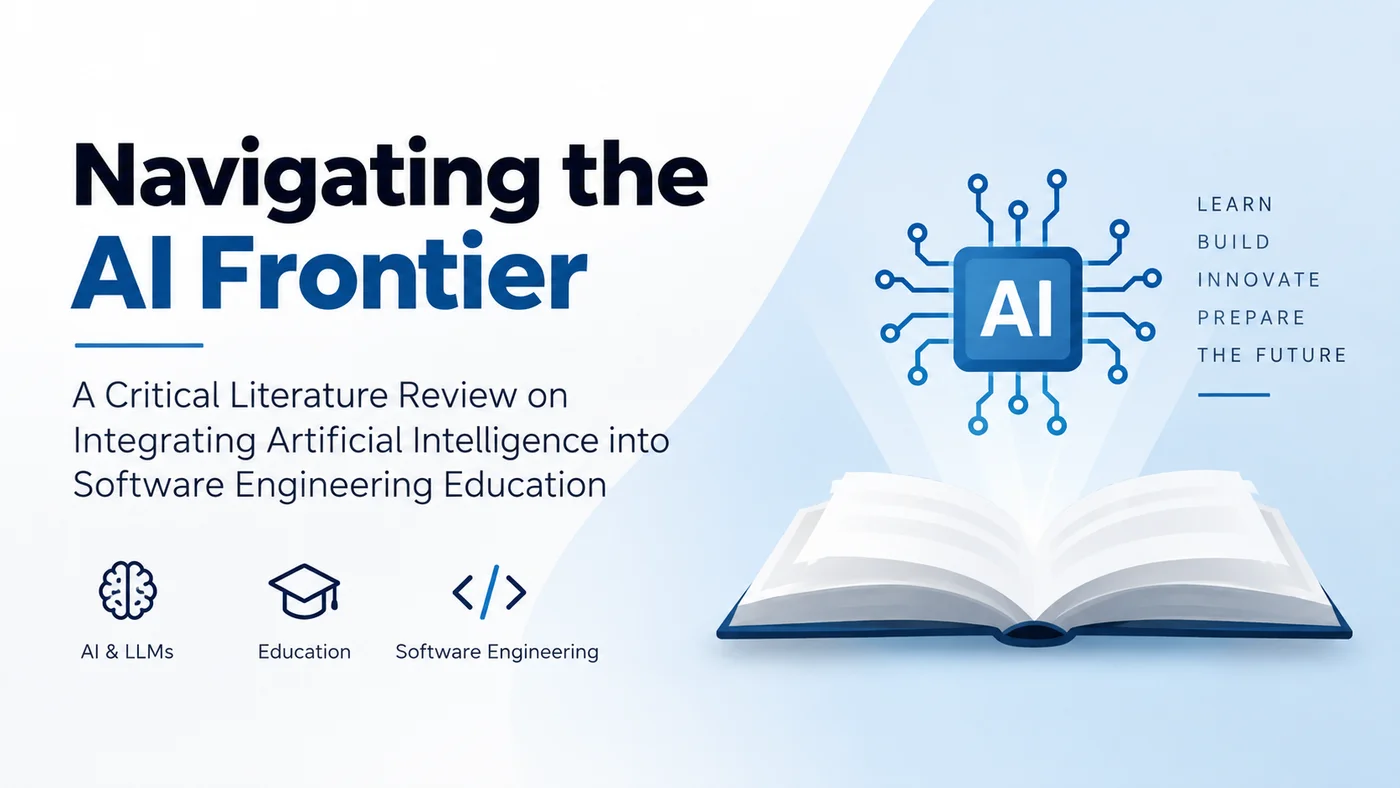 Navigating the
AI Frontier
A Critical Literature Review on
Integrating Artificial Intelligence into
Software Engineering Education
AI & LLMs
Education
Software Engineering
AI
LEARN
BUILD
INNOVATE
PREPARE
THE FUTURE